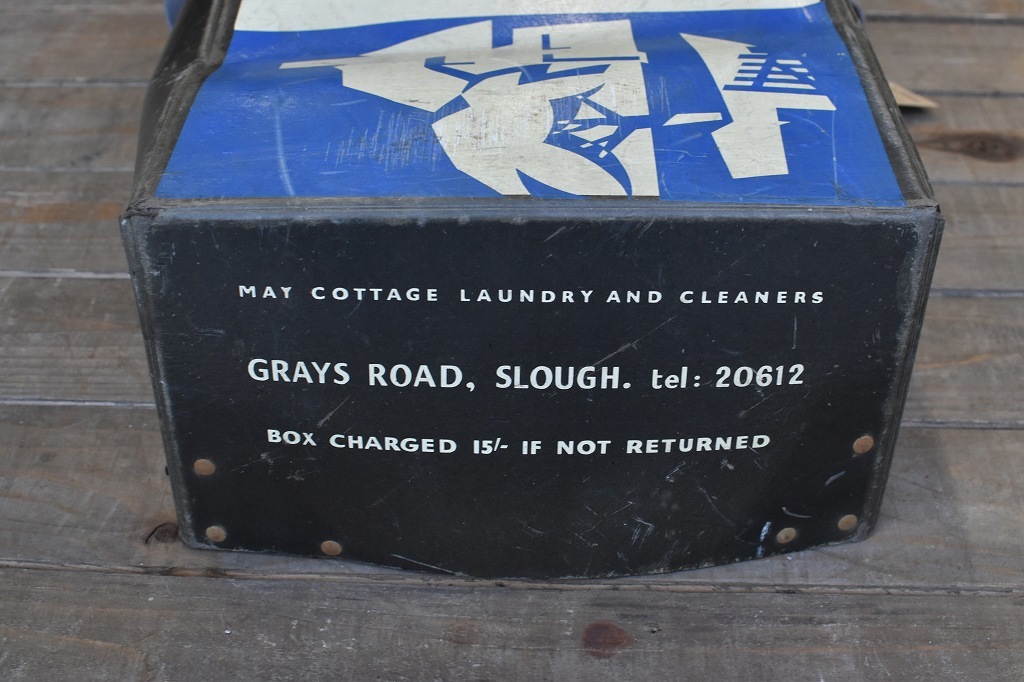 MAY COTTAGE LAUNDRY AND CLEANERS
GRAYS ROAD, SLOUGH. tel: 20612
BOX CHARGED 15/- IF NOT RETURNED